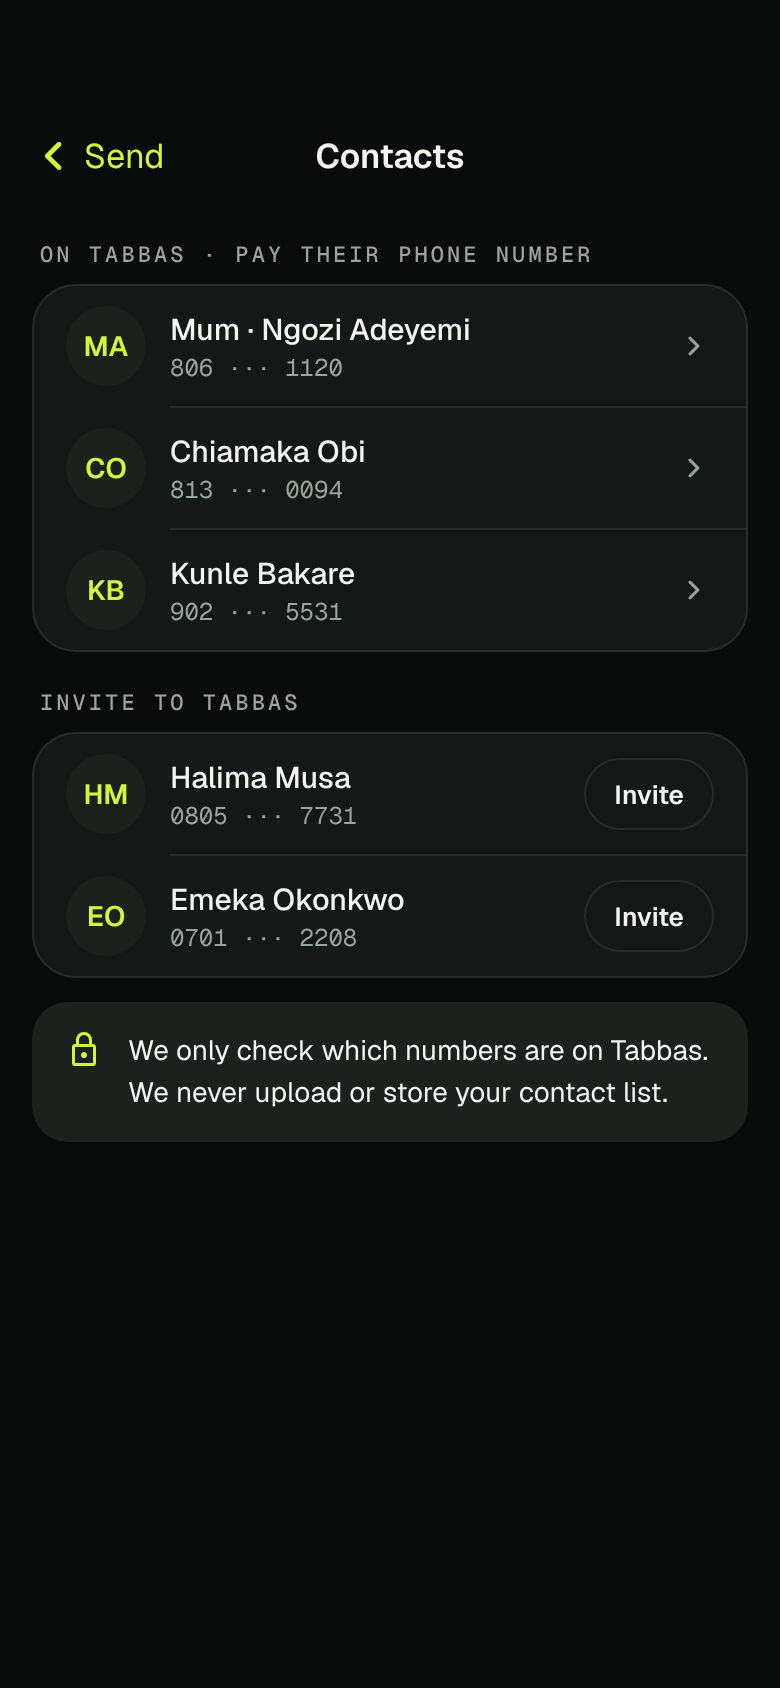 Send
Contacts
ON TABBAS · PAY THEIR PHONE NUMBER
MA
Mum · Ngozi Adeyemi
806 ··· 1120
CO
Chiamaka Obi
813 ··· 0094
KB
Kunle Bakare
902 ··· 5531
INVITE TO TABBAS
HM
Halima Musa
0805 ··· 7731
Invite
EO
Emeka Okonkwo
0701 ··· 2208
Invite
We only check which numbers are on Tabbas.
We never upload or store your contact list.